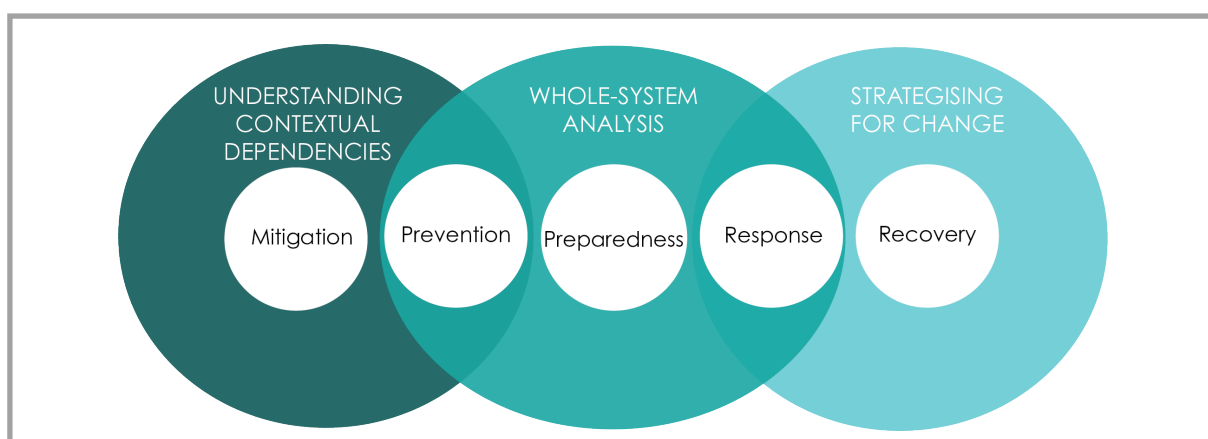 UNDERSTANDING
CONTEXTUAL
DEPENDENCIES
WHOLE-SYSTEM
ANALYSIS
STRATEGISING
FOR CHANGE
Mitigation
Prevention
Preparedness
Response
Recovery